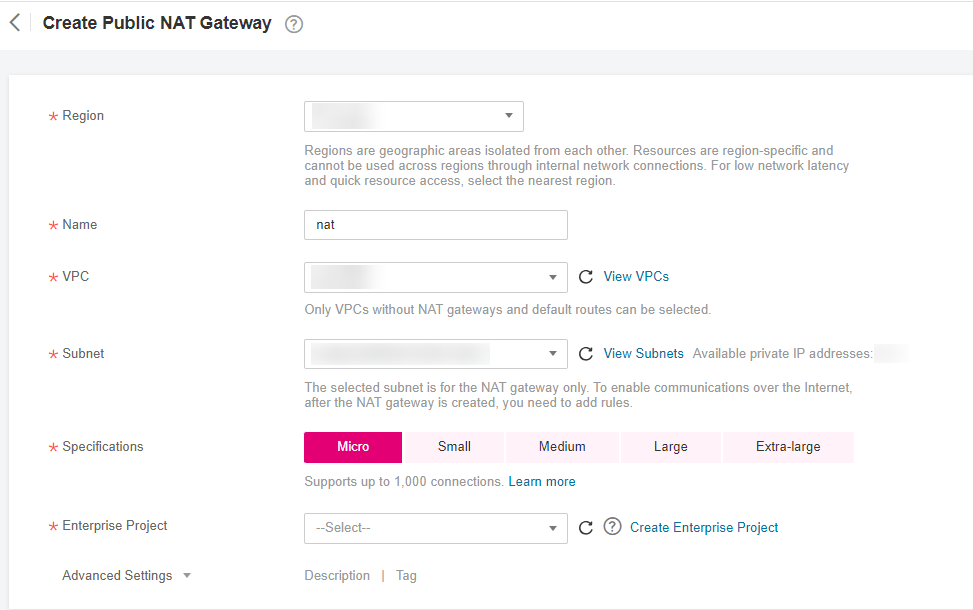 Create Public NAT Gateway ?
* Region
Regions are geographic areas isolated from each other. Resources are region-specific and
cannot be used across regions through internal network connections. For low network latency
and quick resource access, select the nearest region.
* Name nat
* VPC View VPCs
Only VPCs without NAT gateways and default routes can be selected.
* Subnet View Subnets Available private IP addresses:
The selected subnet is for the NAT gateway only. To enable communications over the Internet,
after the NAT gateway is created, you need to add rules.
* Specifications Micro Small Medium Large Extra-large
Supports up to 1,000 connections. Learn more
* Enterprise Project --Select-- ? Create Enterprise Project
Advanced Settings Description | Tag